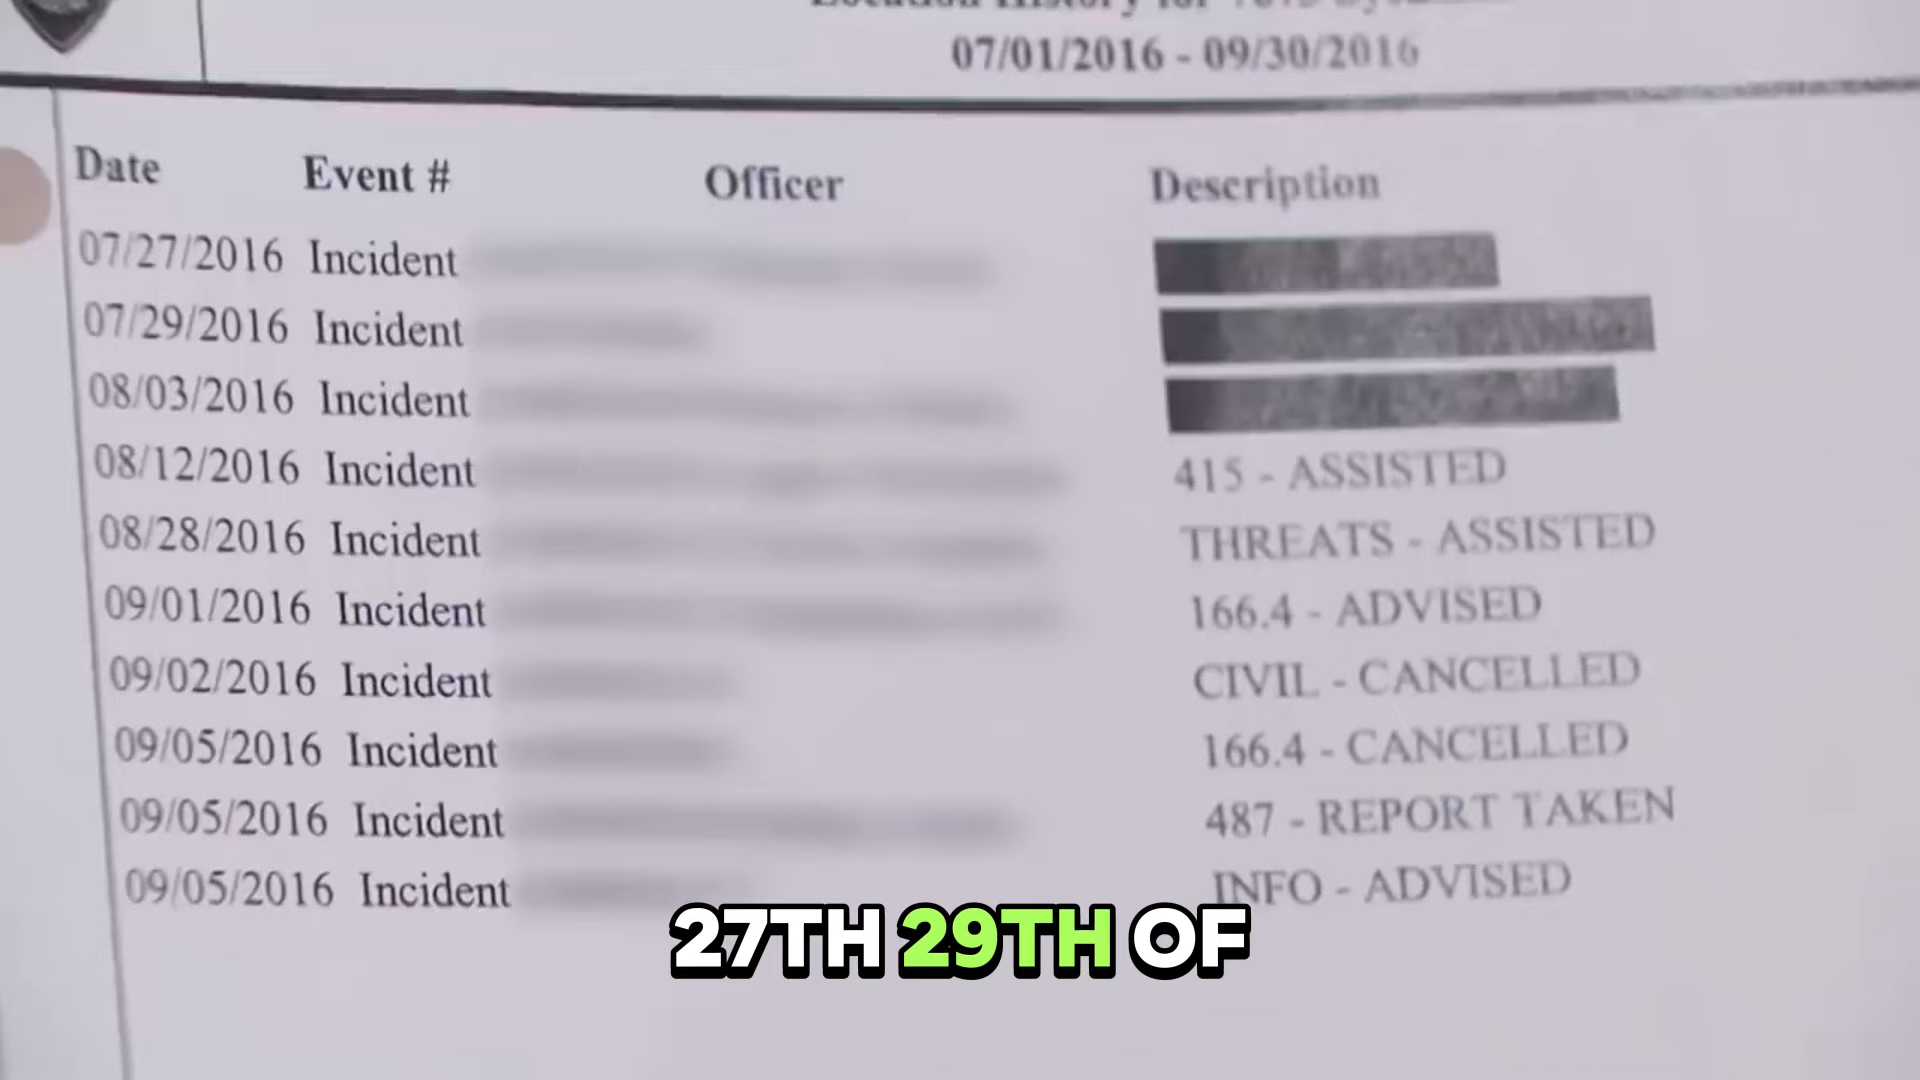 Location History for
07/01/2016 - 09/30/2016
Date Event # Officer Description
07/27/2016 Incident
07/29/2016 Incident
08/03/2016 Incident
08/12/2016 Incident 415 - ASSISTED
08/28/2016 Incident THREATS - ASSISTED
09/01/2016 Incident 166.4 - ADVISED
09/02/2016 Incident CIVIL - CANCELLED
09/05/2016 Incident 166.4 - CANCELLED
09/05/2016 Incident 487 - REPORT TAKEN
09/05/2016 Incident INFO - ADVISED
27TH 29TH OF